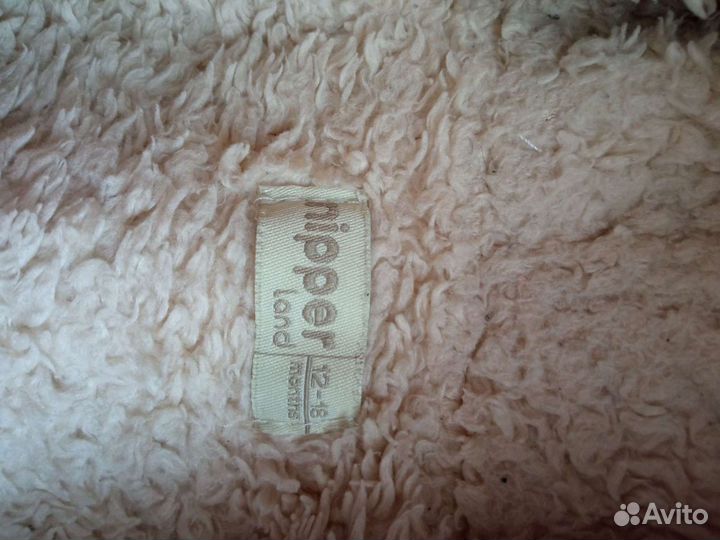 nipper
land
12-18
months
Avito